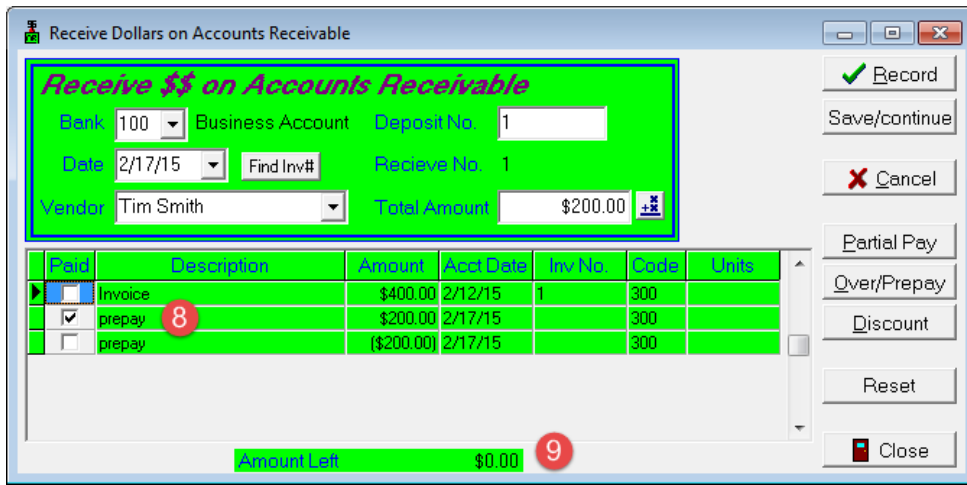 Receive Dollars on Accounts Receivable
Receive $$ on Accounts Receivable
Bank 100 Business Account Deposit No. 1
Date 2/17/15 Find Inv# Recieve No. 1
Vendor Tim Smith Total Amount $200.00
Record
Save/continue
Cancel
Partial Pay
Over/Prepay
Discount
Reset
Close
Paid Description Amount Acct Date Inv No. Code Units
Invoice $400.00 2/12/15 1 300
prepay 8 $200.00 2/17/15 300
prepay ($200.00) 2/17/15 300
Amount Left $0.00 9